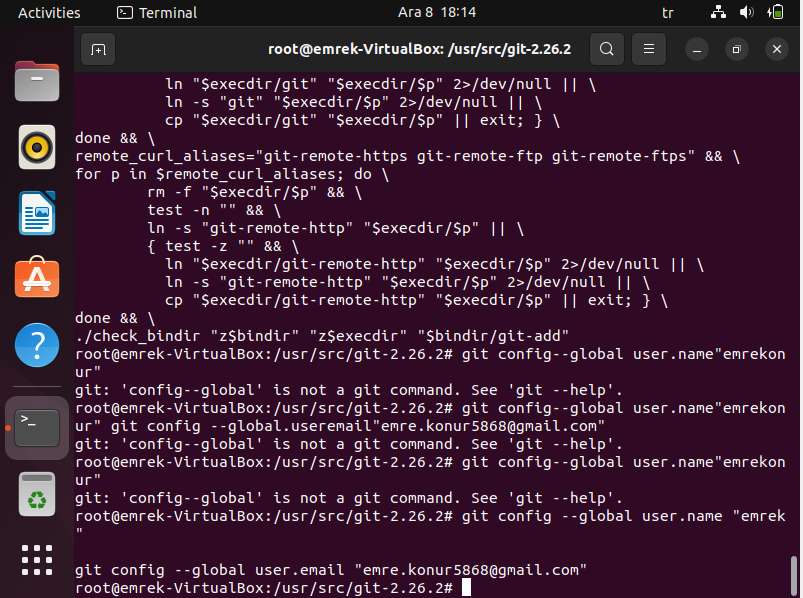 Activities
Terminal
Ara 8 18:14
tr
root@emrek-VirtualBox: /usr/src/git-2.26.2
ln "$execdir/git" "$execdir/$p" 2>/dev/null || \
ln -s "git" "$execdir/$p" 2>/dev/null || \
cp "$execdir/git" "$execdir/$p" || exit; } \
done && \
remote_curl_aliases="git-remote-https git-remote-ftp git-remote-ftps" && \
for p in $remote_curl_aliases; do \
rm -f "$execdir/$p" && \
test -n "" && \
ln -s "git-remote-http" "$execdir/$p" || \
{ test -z "" && \
ln "$execdir/git-remote-http" "$execdir/$p" 2>/dev/null || \
ln -s "git-remote-http" "$execdir/$p" 2>/dev/null || \
cp "$execdir/git-remote-http" "$execdir/$p" || exit; } \
done && \
./check_bindir "z$bindir" "z$execdir" "$bindir/git-add"
root@emrek-VirtualBox:/usr/src/git-2.26.2# git config--global user.name"emrekon
ur"
git: 'config--global' is not a git command. See 'git --help'.
root@emrek-VirtualBox:/usr/src/git-2.26.2# git config--global user.name"emrekon
ur" git config --global.useremail"emre.konur5868@gmail.com"
git: 'config--global' is not a git command. See 'git --help'.
root@emrek-VirtualBox:/usr/src/git-2.26.2# git config--global user.name"emrekon
ur"
git: 'config--global' is not a git command. See 'git --help'.
root@emrek-VirtualBox:/usr/src/git-2.26.2# git config --global user.name "emrek
"
git config --global user.email "emre.konur5868@gmail.com"
root@emrek-VirtualBox:/usr/src/git-2.26.2#